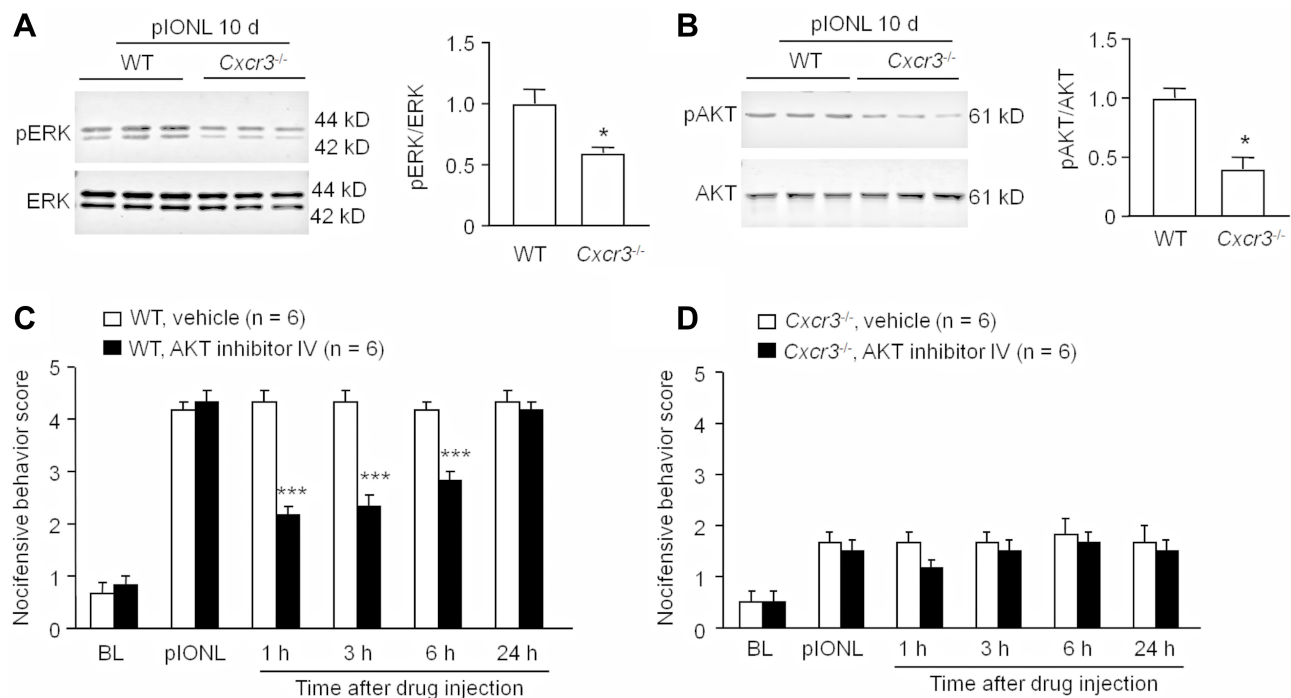 A
pIONL 10 d
WT
Cxcr3-/-
pERK
44 kD
42 kD
ERK
44 kD
42 kD
pERK/ERK
1.5
1.0
0.5
0
*
WT
Cxcr3-/-
B
pIONL 10 d
WT
Cxcr3-/-
pAKT
61 kD
AKT
61 kD
pAKT/AKT
1.5
1.0
0.5
0
*
WT
Cxcr3-/-
C
WT, vehicle (n = 6)
WT, AKT inhibitor IV (n = 6)
Nocifensive behavior score
5
4
3
2
1
0
***
***
***
BL
pIONL
1 h
3 h
6 h
24 h
Time after drug injection
D
Cxcr3-/-, vehicle (n = 6)
Cxcr3-/-, AKT inhibitor IV (n = 6)
Nocifensive behavior score
5
4
3
2
1
0
BL
pIONL
1 h
3 h
6 h
24 h
Time after drug injection